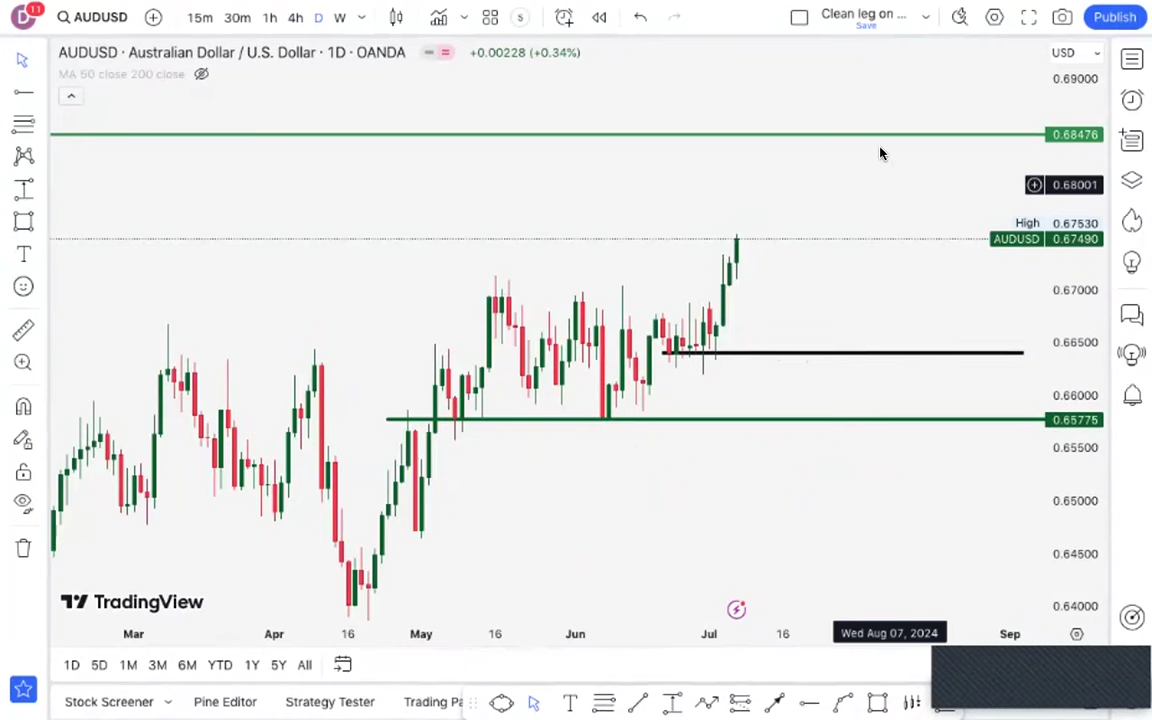 D 11 AUDUSD 15m 30m 1h 4h D W S Clean leg on ... Save Publish
AUDUSD · Australian Dollar / U.S. Dollar · 1D · OANDA +0.00228 (+0.34%) USD
MA 50 close 200 close
0.69000
0.68476
0.68001
High 0.67530
AUDUSD 0.67490
0.67000
0.66500
0.66000
0.65775
0.65500
0.65000
0.64500
0.64000
TradingView
Mar Apr 16 May 16 Jun Jul 16 Wed Aug 07, 2024 Sep
1D 5D 1M 3M 6M YTD 1Y 5Y All
Stock Screener Pine Editor Strategy Tester Trading Pa